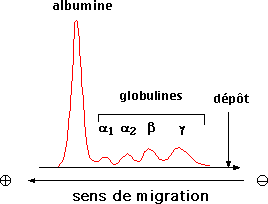 albumine
globulines
dépôt
α1 α2 β γ
⊕ ⊖
sens de migration